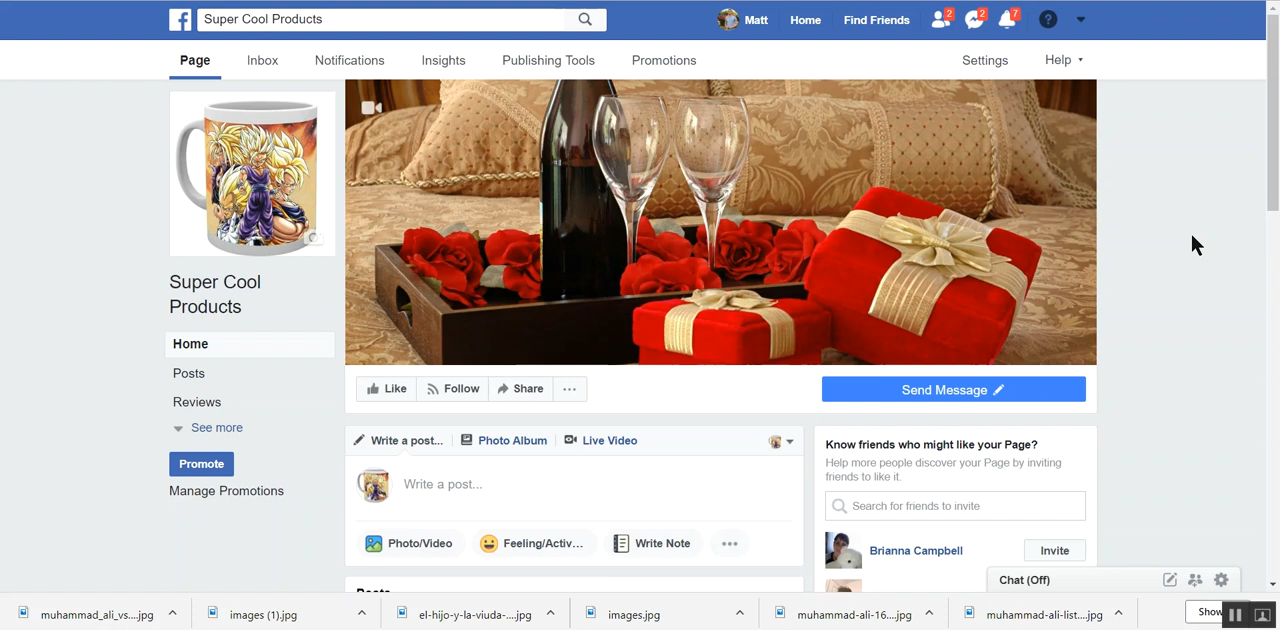 f Super Cool Products Matt Home Find Friends 2 2 7 ?
Page Inbox Notifications Insights Publishing Tools Promotions Settings Help
Super Cool
Products
Home
Posts
Reviews
See more
Promote
Manage Promotions
Like Follow Share ... Send Message
Write a post... Photo Album Live Video
Write a post...
Photo/Video Feeling/Activ... Write Note ...
Know friends who might like your Page?
Help more people discover your Page by inviting
friends to like it.
Search for friends to invite
Brianna Campbell Invite
Chat (Off)
muhammad_ali_vs....jpg images (1).jpg el-hijo-y-la-viuda-....jpg images.jpg muhammad-ali-16....jpg muhammad-ali-list....jpg Show